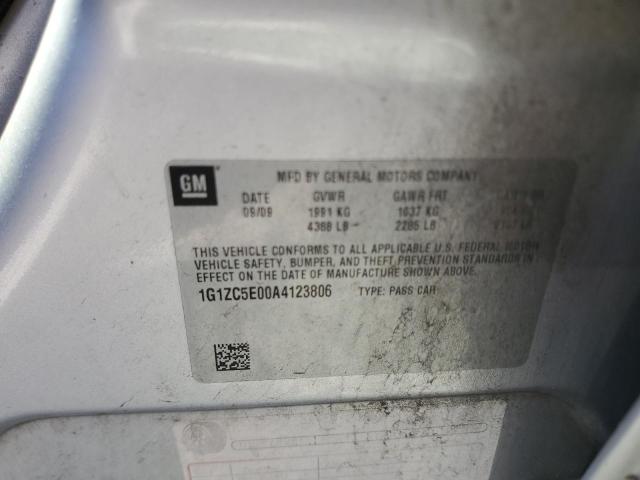 GM
MFD BY GENERAL MOTORS COMPANY
DATE GVWR GAWR FRT
09/09 1991 KG 1037 KG
4388 LB 2285 LB
THIS VEHICLE CONFORMS TO ALL APPLICABLE U.S. FEDERAL MOTOR
VEHICLE SAFETY, BUMPER, AND THEFT PREVENTION STANDARDS IN
EFFECT ON THE DATE OF MANUFACTURE SHOWN ABOVE.
1G1ZC5E00A4123806 TYPE: PASS CAR